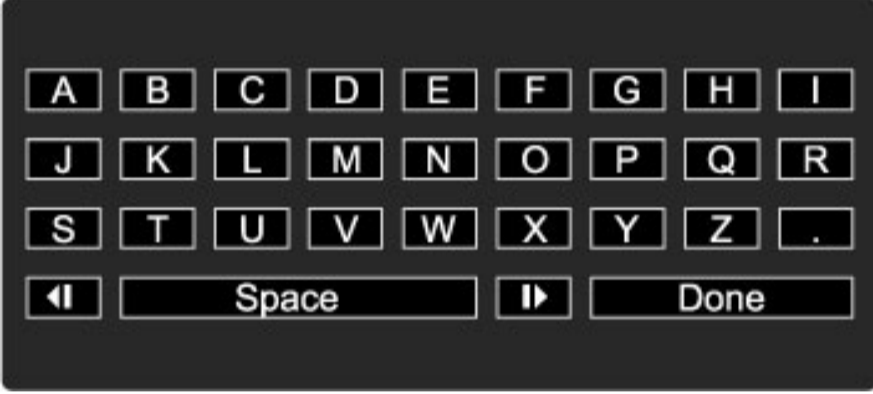 A B C D E F G H I
J K L M N O P Q R
S T U V W X Y Z .
Space Done